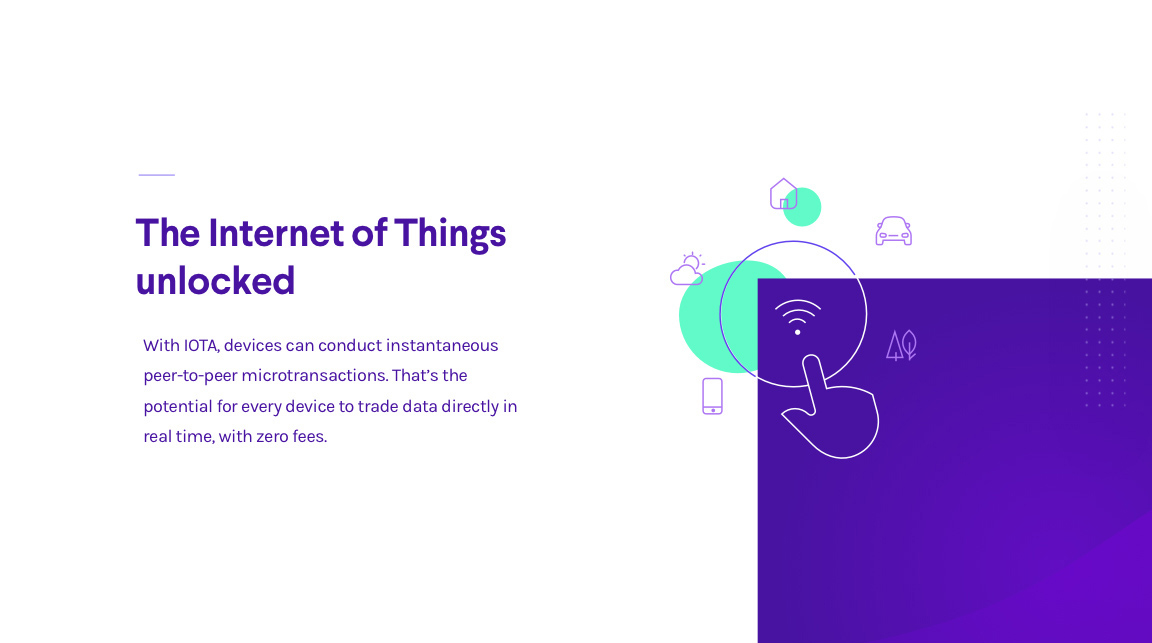 The Internet of Things
unlocked
With IOTA, devices can conduct instantaneous
peer-to-peer microtransactions. That’s the
potential for every device to trade data directly in
real time, with zero fees.